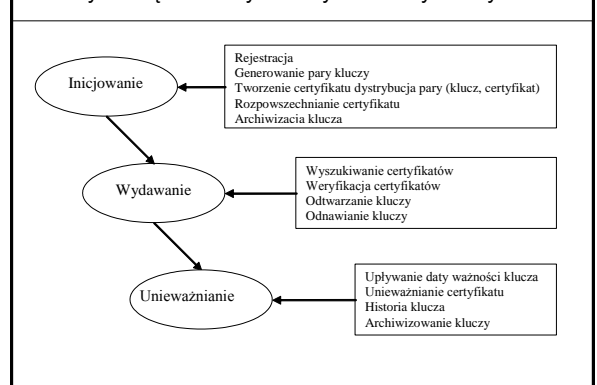 Inicjowanie
Rejestracja
Generowanie pary kluczy
Tworzenie certyfikatu dystrybucja pary (klucz, certyfikat)
Rozpowszechnianie certyfikatu
Archiwizacia klucza
Wydawanie
Wyszukiwanie certyfikatów
Weryfikacja certyfikatów
Odtwarzanie kluczy
Odnawianie kluczy
Unieważnianie
Upływanie daty ważności klucza
Unieważnianie certyfikatu
Historia klucza
Archiwizowanie kluczy